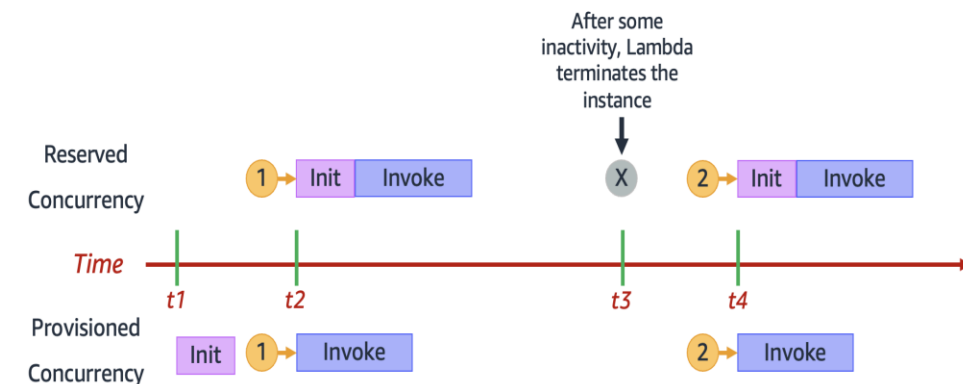 After some
inactivity, Lambda
terminates the
instance
Reserved
Concurrency
1
Init
Invoke
X
2
Init
Invoke
Time
t1
t2
t3
t4
Provisioned
Concurrency
Init
1
Invoke
2
Invoke